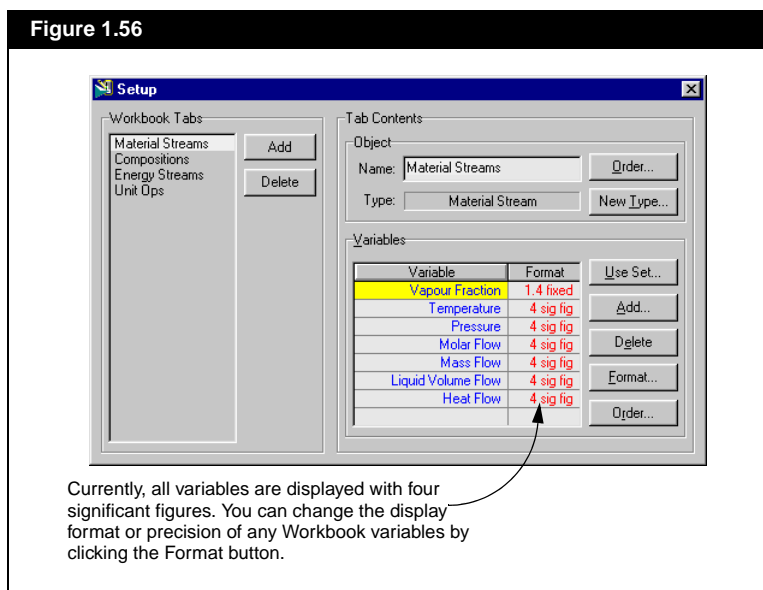 Figure 1.56
Setup
Workbook Tabs
Material Streams
Compositions
Energy Streams
Unit Ops
Add
Delete
Tab Contents
Object
Name: Material Streams
Order...
Type: Material Stream
New Type...
Variables
Variable Format
Vapour Fraction 1.4 fixed
Temperature 4 sig fig
Pressure 4 sig fig
Molar Flow 4 sig fig
Mass Flow 4 sig fig
Liquid Volume Flow 4 sig fig
Heat Flow 4 sig fig
Use Set...
Add...
Delete
Format...
Order...
Currently, all variables are displayed with four
significant figures. You can change the display
format or precision of any Workbook variables by
clicking the Format button.